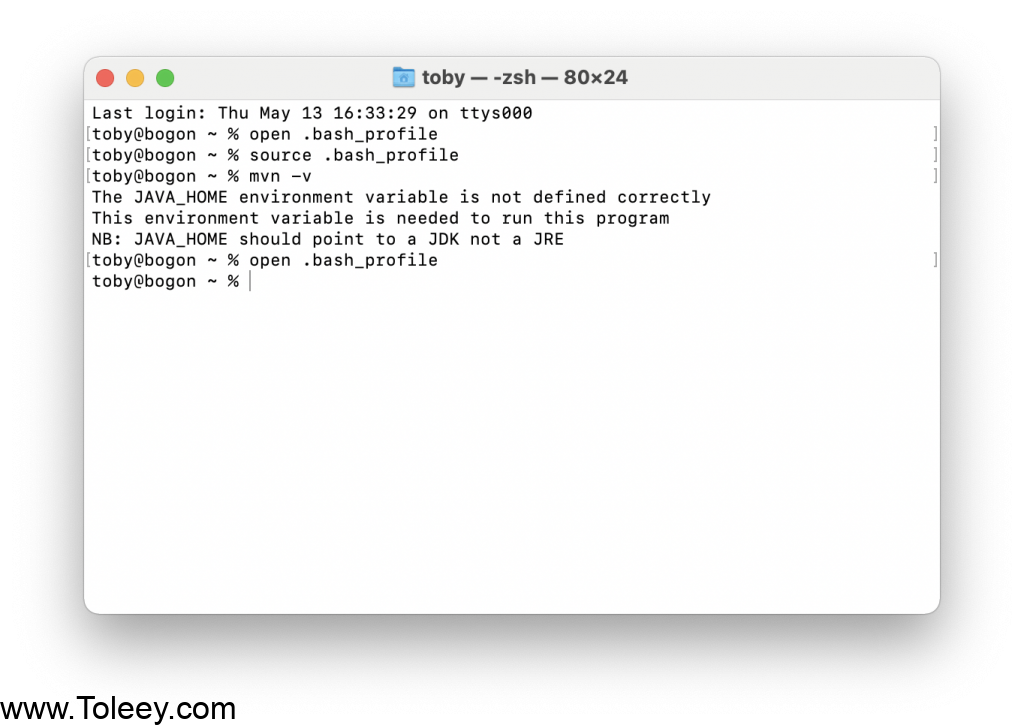 toby — -zsh — 80×24
Last login: Thu May 13 16:33:29 on ttys000
[toby@bogon ~ % open .bash_profile ]
[toby@bogon ~ % source .bash_profile ]
[toby@bogon ~ % mvn -v ]
The JAVA_HOME environment variable is not defined correctly
This environment variable is needed to run this program
NB: JAVA_HOME should point to a JDK not a JRE
[toby@bogon ~ % open .bash_profile ]
toby@bogon ~ %
www.Toleey.com